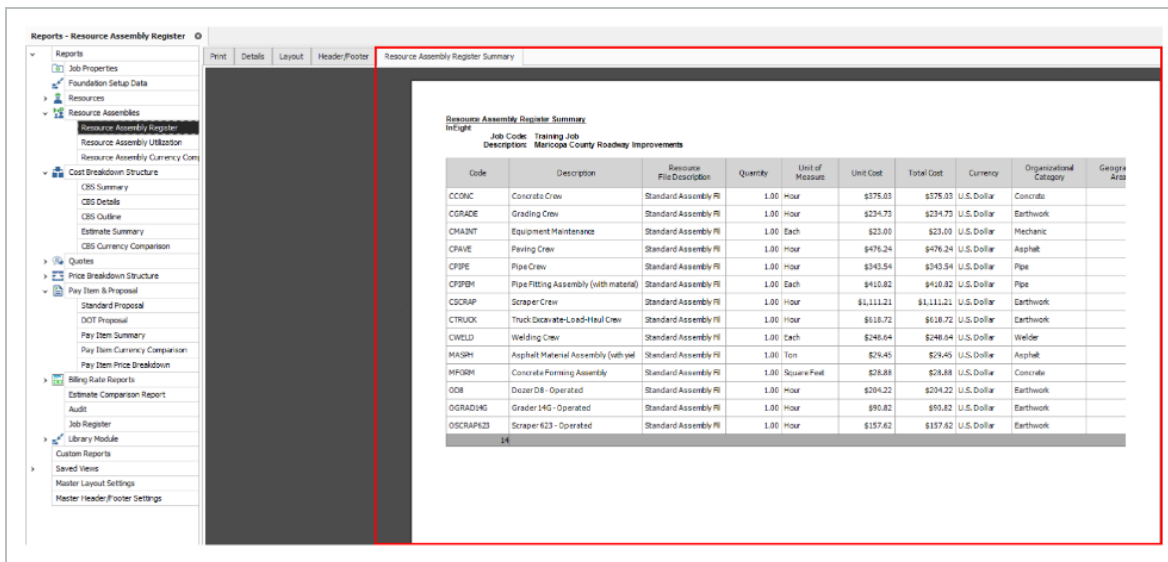 Reports - Resource Assembly Register
Reports
Job Properties
Foundation Setup Data
Resources
Resource Assemblies
Resource Assembly Register
Resource Assembly Utilization
Resource Assembly Currency Com
Cost Breakdown Structure
CBS Summary
CBS Details
CBS Outline
Estimate Summary
CBS Currency Comparison
Quotes
Price Breakdown Structure
Pay Item & Proposal
Standard Proposal
DOT Proposal
Pay Item Summary
Pay Item Currency Comparison
Pay Item Price Breakdown
Billing Rate Reports
Estimate Comparison Report
Audit
Job Register
Library Module
Custom Reports
Saved Views
Master Layout Settings
Master Header/Footer Settings
Print Details Layout Header/Footer Resource Assembly Register Summary
Resource Assembly Register Summary
InEight
Job Code: Training Job
Description: Maricopa County Roadway Improvements
Code Description Resource File Description Quantity Unit of Measure Unit Cost Total Cost Currency Organizational Category Geogra Area
CCONC Concrete Crew Standard Assembly Fil 1.00 Hour $375.03 $375.03 U.S. Dollar Concrete
CGRADE Grading Crew Standard Assembly Fil 1.00 Hour $234.73 $234.73 U.S. Dollar Earthwork
CMAINT Equipment Maintenance Standard Assembly Fil 1.00 Each $23.00 $23.00 U.S. Dollar Mechanic
CPAVE Paving Crew Standard Assembly Fil 1.00 Hour $476.24 $476.24 U.S. Dollar Asphalt
CPIPE Pipe Crew Standard Assembly Fil 1.00 Hour $343.54 $343.54 U.S. Dollar Pipe
CPIPEM Pipe Fitting Assembly (with material) Standard Assembly Fil 1.00 Each $410.82 $410.82 U.S. Dollar Pipe
CSCRAP Scraper Crew Standard Assembly Fil 1.00 Hour $1,111.21 $1,111.21 U.S. Dollar Earthwork
CTRUCK Truck Excavate-Load-Haul Crew Standard Assembly Fil 1.00 Hour $618.72 $618.72 U.S. Dollar Earthwork
CWELD Welding Crew Standard Assembly Fil 1.00 Each $248.64 $248.64 U.S. Dollar Welder
MASPH Asphalt Material Assembly (with yiel Standard Assembly Fil 1.00 Ton $29.45 $29.45 U.S. Dollar Asphalt
MFORM Concrete Forming Assembly Standard Assembly Fil 1.00 Square Feet $28.88 $28.88 U.S. Dollar Concrete
OD8 Dozer D8 - Operated Standard Assembly Fil 1.00 Hour $204.22 $204.22 U.S. Dollar Earthwork
OGRAD14G Grader 14G - Operated Standard Assembly Fil 1.00 Hour $90.82 $90.82 U.S. Dollar Earthwork
OSCRAP623 Scraper 623 - Operated Standard Assembly Fil 1.00 Hour $157.62 $157.62 U.S. Dollar Earthwork
14